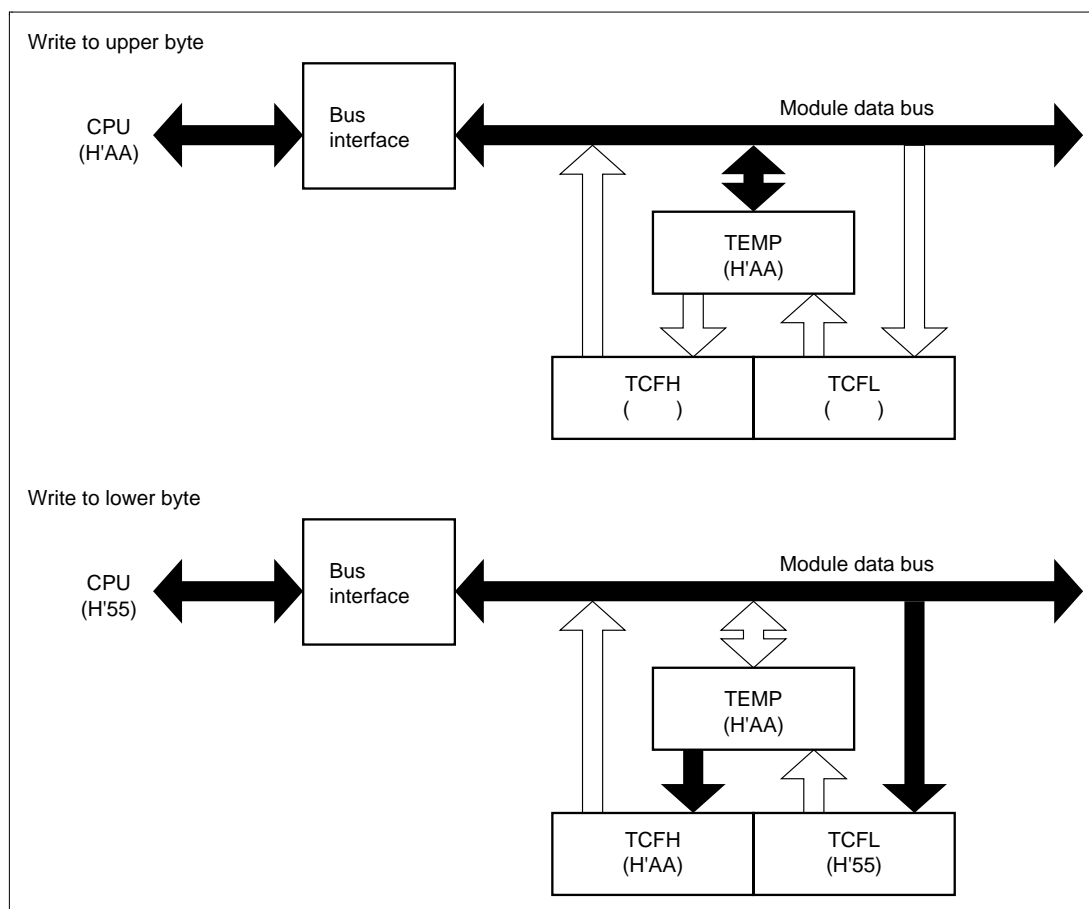 Write to upper byte
CPU
(H'AA)
Bus
interface
Module data bus
TEMP
(H'AA)
TCFH
(      )
TCFL
(      )
Write to lower byte
CPU
(H'55)
Bus
interface
Module data bus
TEMP
(H'AA)
TCFH
(H'AA)
TCFL
(H'55)